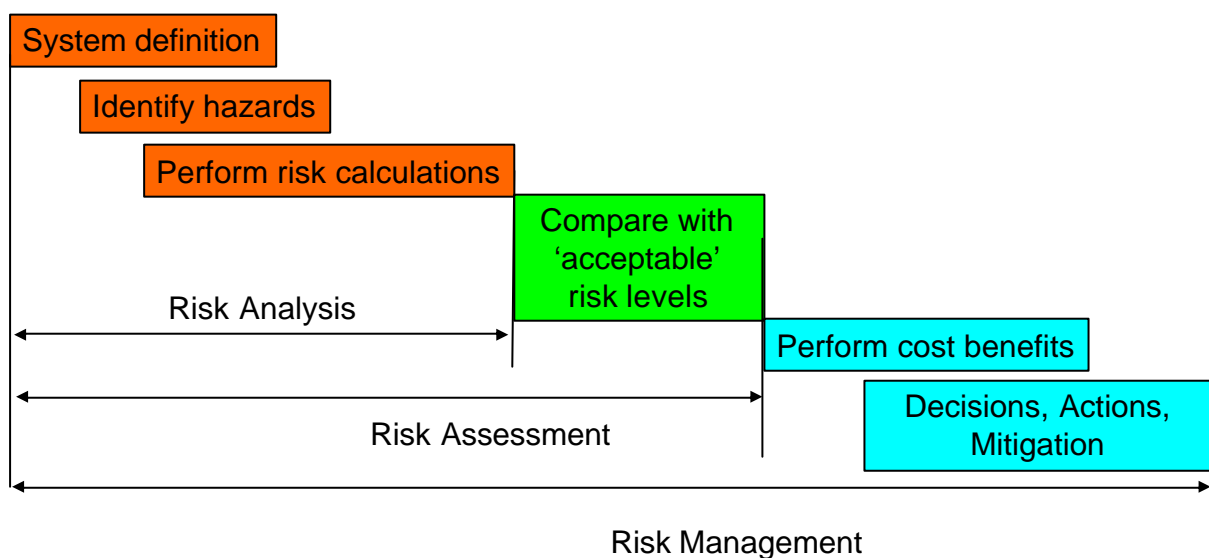 System definition
Identify hazards
Perform risk calculations
Compare with
‘acceptable’
risk levels
Risk Analysis
Perform cost benefits
Decisions, Actions,
Mitigation
Risk Assessment
Risk Management